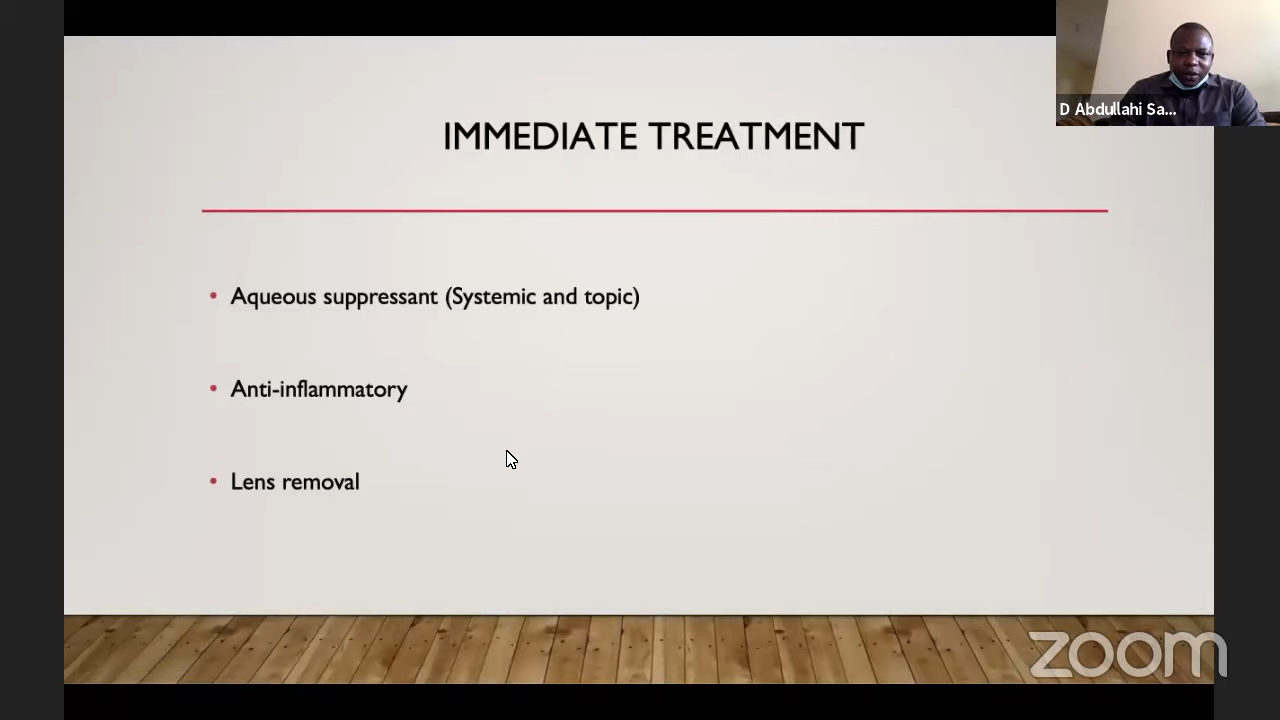 D Abdullahi Sa...
IMMEDIATE TREATMENT
• Aqueous suppressant (Systemic and topic)
• Anti-inflammatory
• Lens removal
zoom